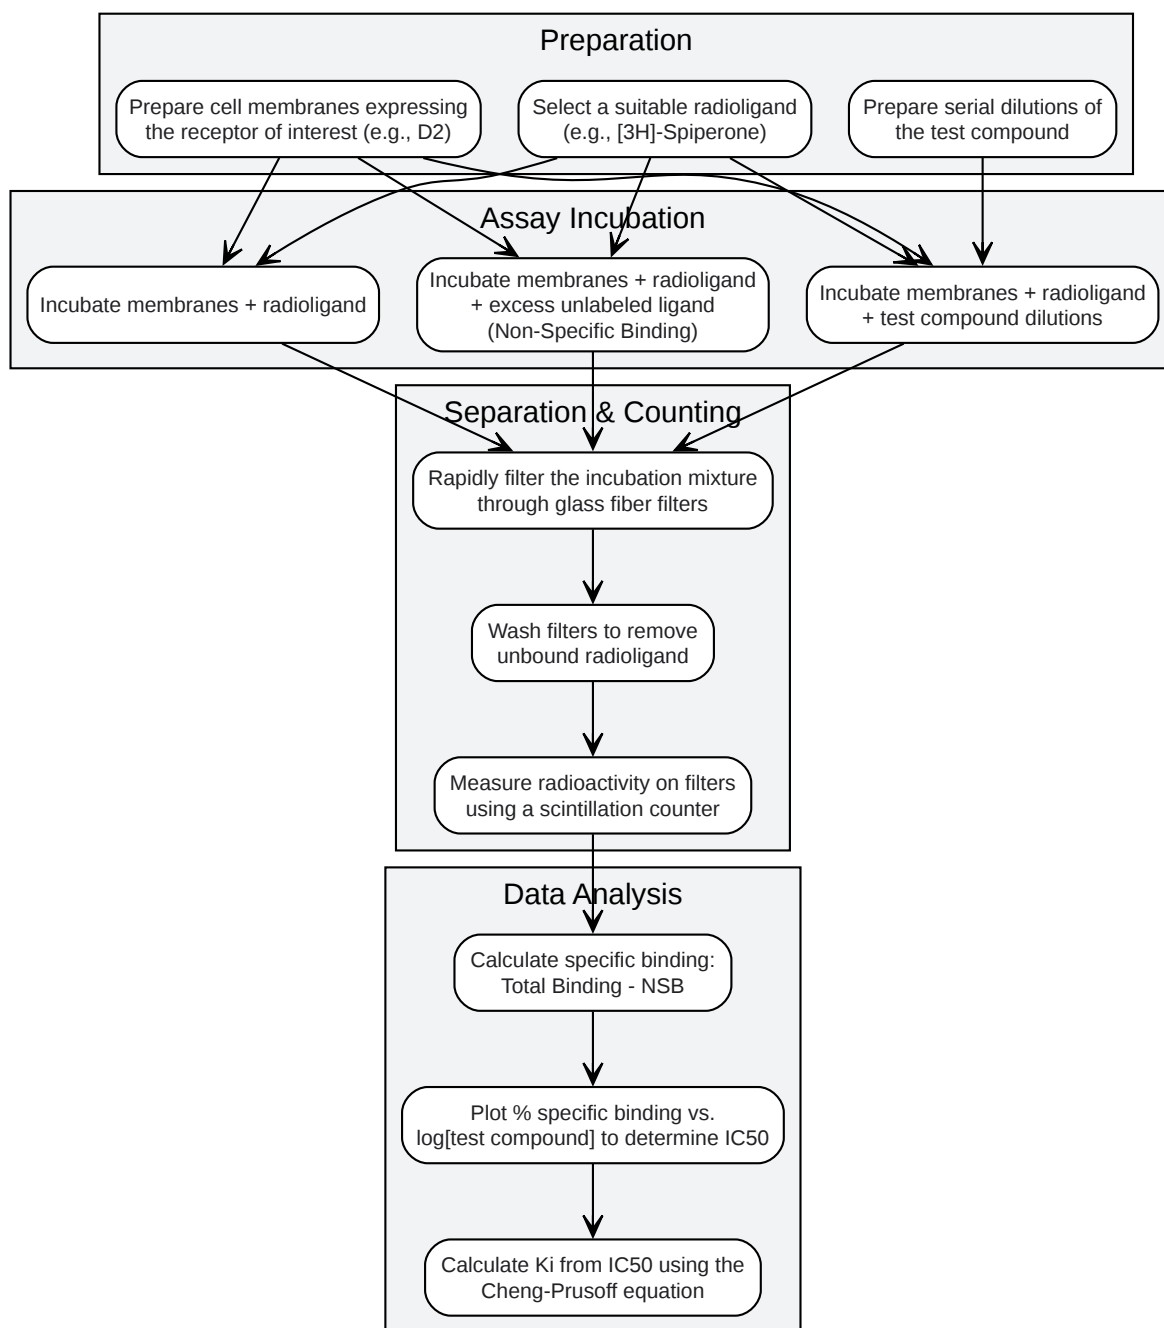 Preparation
Prepare cell membranes expressing
the receptor of interest (e.g., D2)
Select a suitable radioligand
(e.g., [3H]-Spiperone)
Prepare serial dilutions of
the test compound
Assay Incubation
Incubate membranes + radioligand
Incubate membranes + radioligand
+ excess unlabeled ligand
(Non-Specific Binding)
Incubate membranes + radioligand
+ test compound dilutions
Separation & Counting
Rapidly filter the incubation mixture
through glass fiber filters
Wash filters to remove
unbound radioligand
Measure radioactivity on filters
using a scintillation counter
Data Analysis
Calculate specific binding:
Total Binding - NSB
Plot % specific binding vs.
log[test compound] to determine IC50
Calculate Ki from IC50 using the
Cheng-Prusoff equation